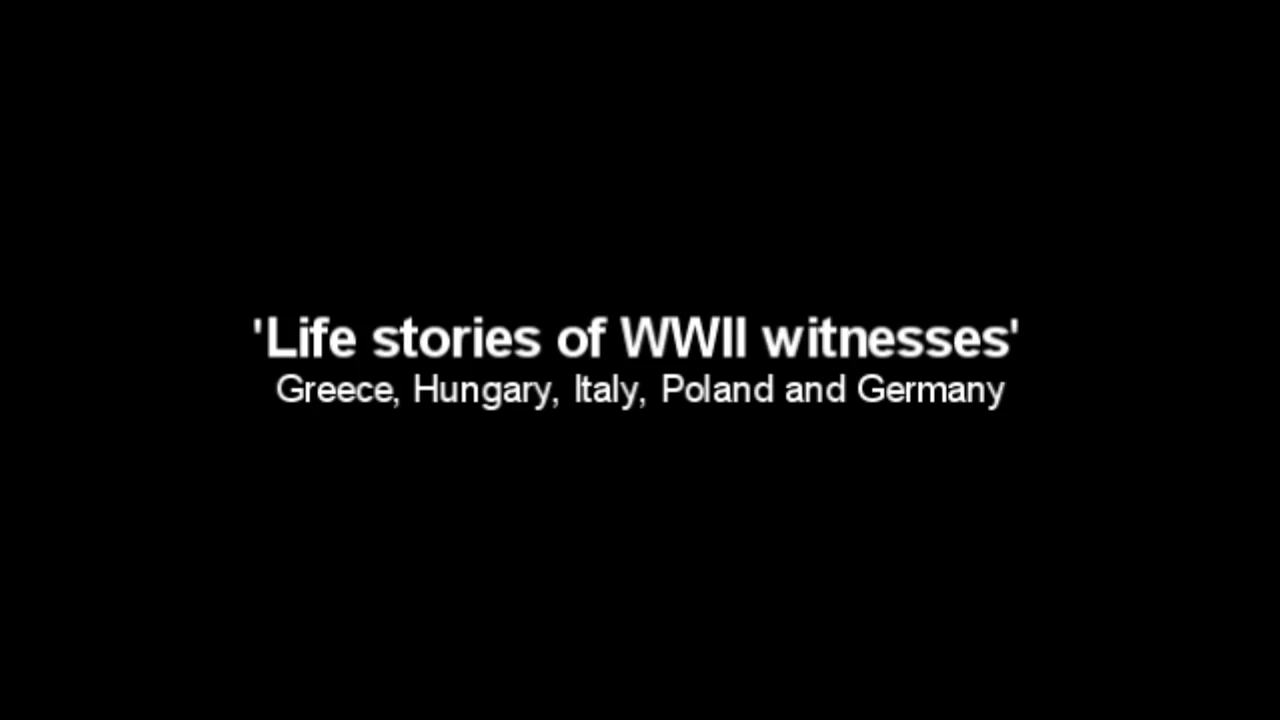 'Life stories of WWII witnesses'
Greece, Hungary, Italy, Poland and Germany